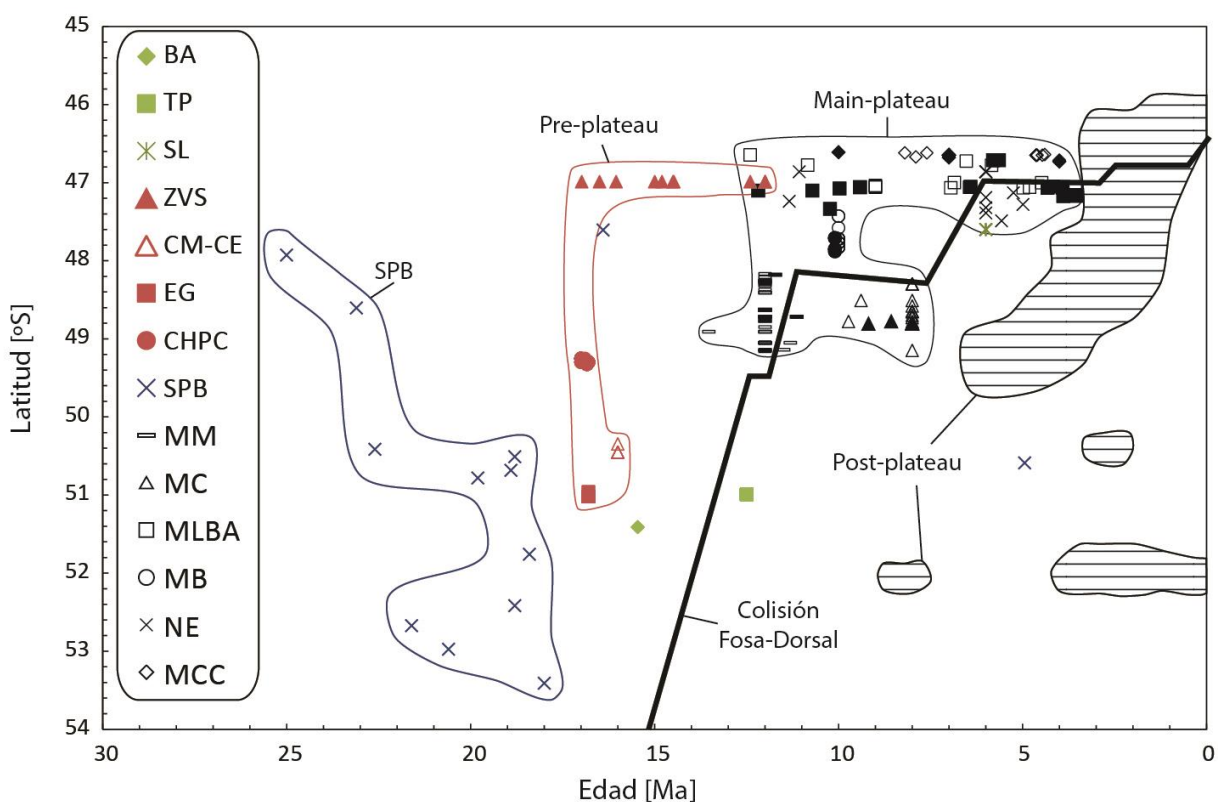 45
46
47
48
49
50
51
52
53
54
Latitud [ºS]
BA
TP
SL
ZVS
CM-CE
EG
CHPC
SPB
MM
MC
MLBA
MB
NE
MCC
Main-plateau
Pre-plateau
SPB
Post-plateau
Colisión
Fosa-Dorsal
30
25
20
15
10
5
0
Edad [Ma]